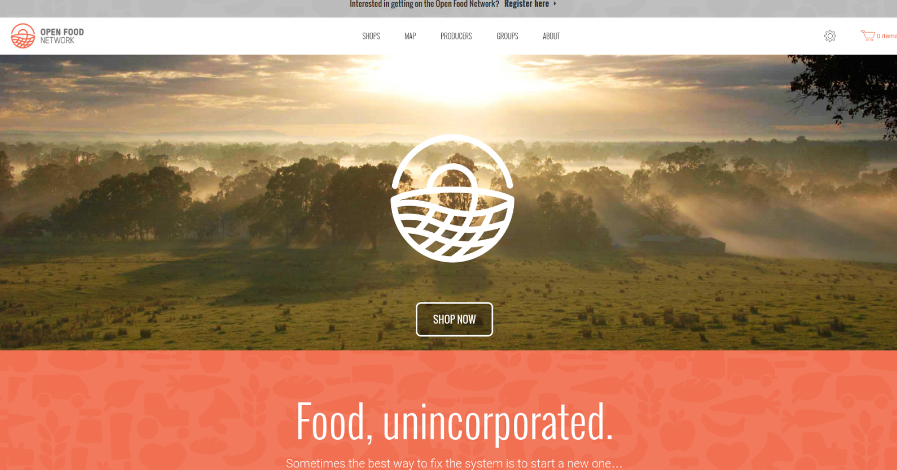 Interested in getting on the Open Food Network? Register here
OPEN FOOD
NETWORK
SHOPS
MAP
PRODUCERS
GROUPS
ABOUT
0 items
SHOP NOW
Food, unincorporated.
Sometimes the best way to fix the system is to start a new one…